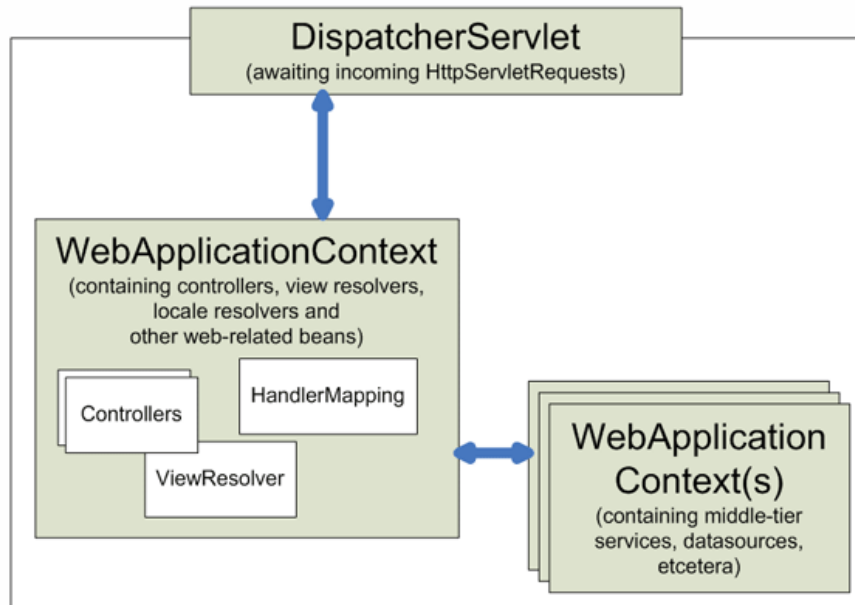 DispatcherServlet
(awaiting incoming HttpServletRequests)
WebApplicationContext
(containing controllers, view resolvers,
locale resolvers and
other web-related beans)
Controllers
HandlerMapping
ViewResolver
WebApplication
Context(s)
(containing middle-tier
services, datasources,
etcetera)